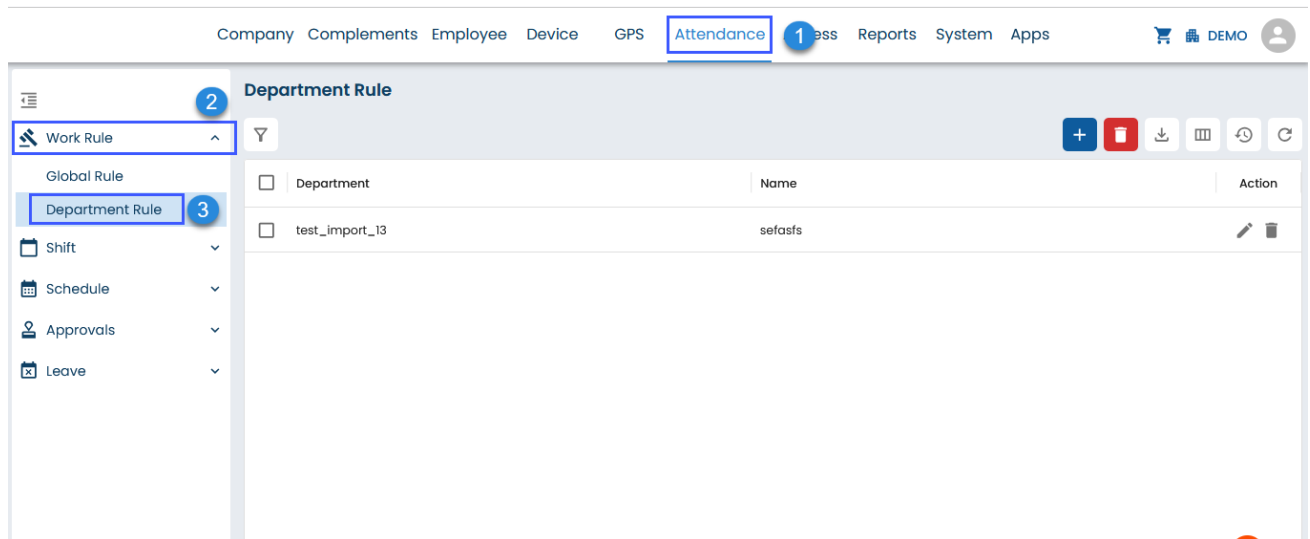 Company Complements Employee Device GPS Attendance 1 ess Reports System Apps DEMO
2
Department Rule
Work Rule
Global Rule
Department Rule 3
Shift
Schedule
Approvals
Leave
Department Name Action
test_import_13 sefasfs